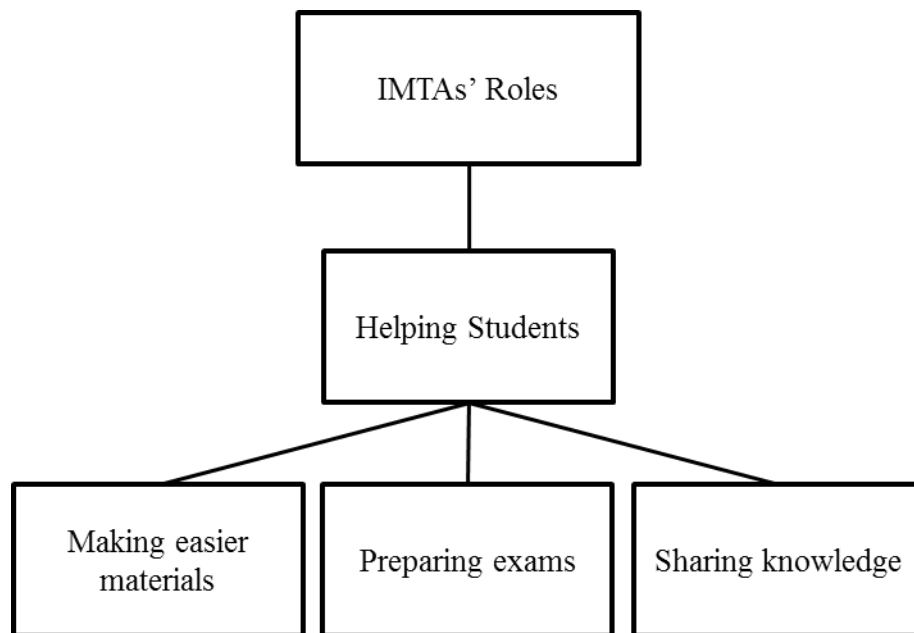 IMTAs’ Roles
Helping Students
Making easier
materials
Preparing exams
Sharing knowledge